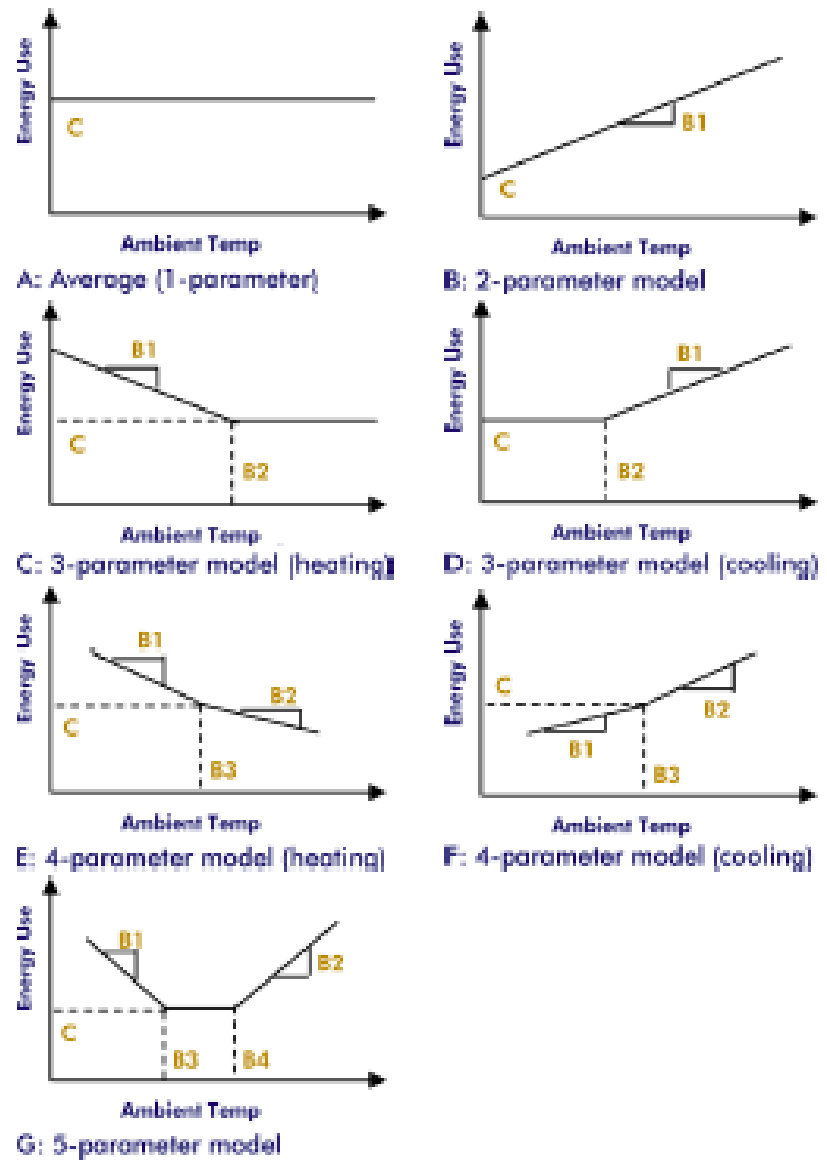 Energy Use
C
Ambient Temp
A: Average (1-parameter)
Energy Use
C
B1
Ambient Temp
B: 2-parameter model
Energy Use
B1
C
B2
Ambient Temp
C: 3-parameter model (heating)
Energy Use
B1
C
B2
Ambient Temp
D: 3-parameter model (cooling)
Energy Use
B1
B2
C
B3
Ambient Temp
E: 4-parameter model (heating)
Energy Use
C
B2
B1
B3
Ambient Temp
F: 4-parameter model (cooling)
Energy Use
B1
B2
C
B3
B4
Ambient Temp
G: 5-parameter model